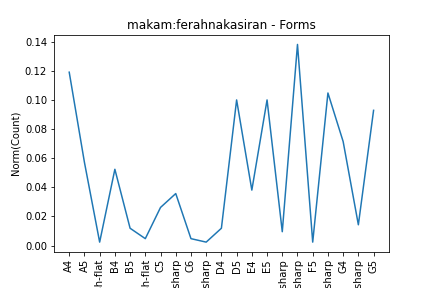 makam:ferahnakasiran - Forms
Norm(Count)
0.14
0.12
0.10
0.08
0.06
0.04
0.02
0.00
A4
A5
h-flat
B4
B5
h-flat
C5
sharp
C6
sharp
D4
D5
E4
E5
sharp
sharp
F5
sharp
G4
sharp
G5